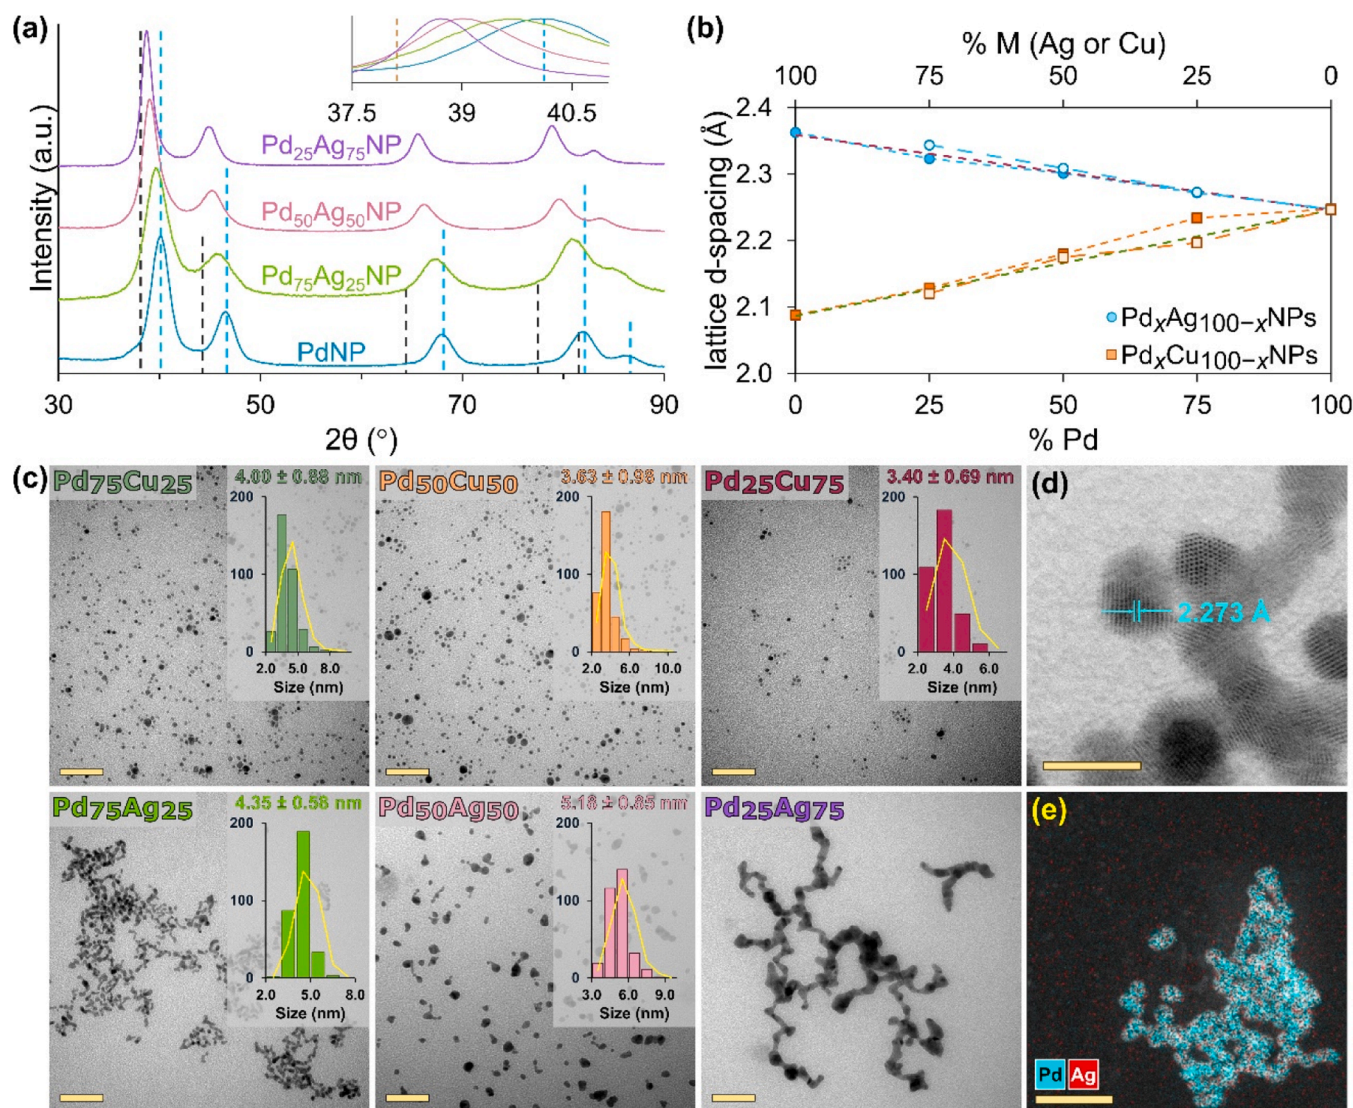 (a)
Intensity (a.u.)
37.5 39 40.5
Pd25Ag75NP
Pd50Ag50NP
Pd75Ag25NP
PdNP
30 50 70 90
2θ (°)
(b)
% M (Ag or Cu)
100 75 50 25 0
lattice d-spacing (Å)
2.4
2.3
2.2
2.1
2.0
PdxAg100−xNPs
PdxCu100−xNPs
0 25 50 75 100
% Pd
(c)
Pd75Cu25
4.00 ± 0.88 nm
200
100
0
2.0 5.0 8.0
Size (nm)
Pd50Cu50
3.63 ± 0.98 nm
200
100
0
2.0 6.0 10.0
Size (nm)
Pd25Cu75
3.40 ± 0.69 nm
200
100
0
2.0 4.0 6.0
Size (nm)
(d)
2.273 Å
Pd75Ag25
4.35 ± 0.58 nm
200
100
0
2.0 5.0 8.0
Size (nm)
Pd50Ag50
5.18 ± 0.85 nm
200
100
0
3.0 6.0 9.0
Size (nm)
Pd25Ag75
(e)
Pd Ag